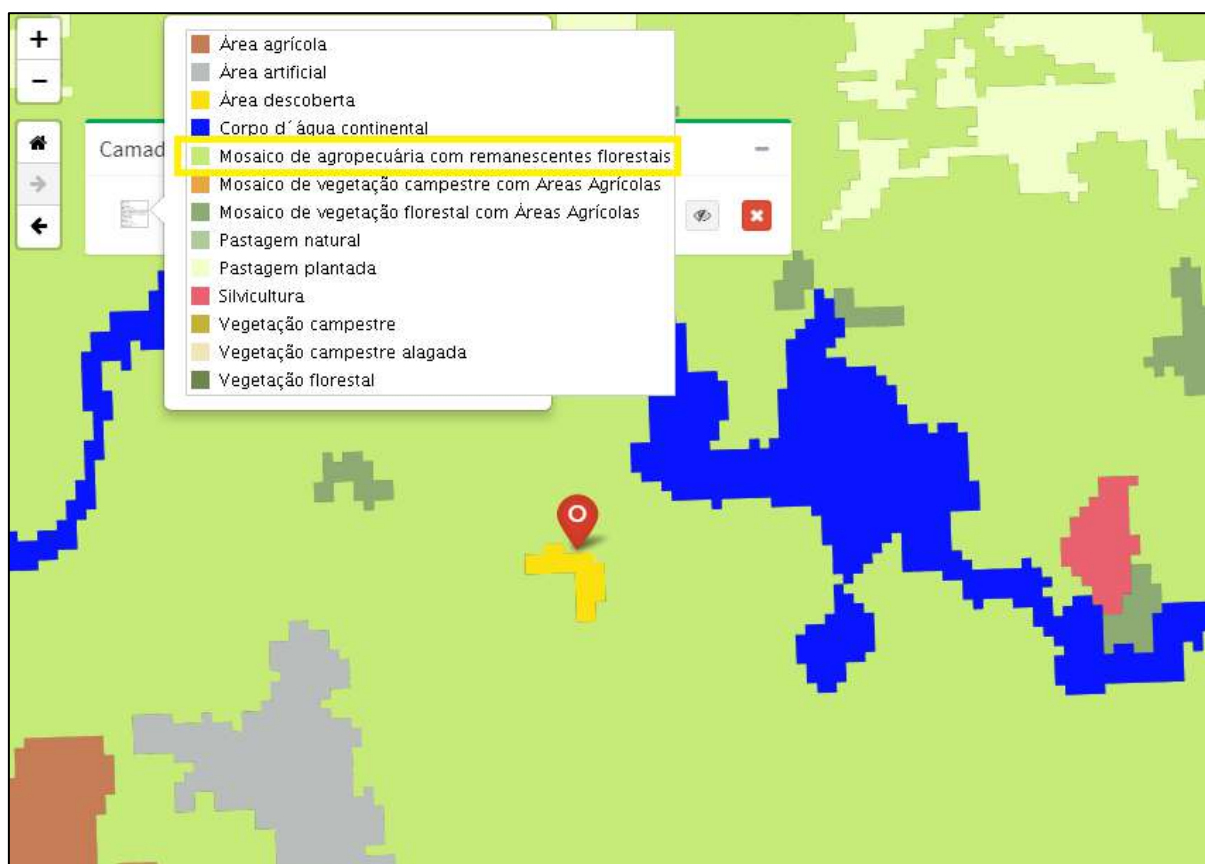 +
Área agrícola
Área artificial
−
Área descoberta
Corpo d´água continental
Camad
Mosaico de agropecuária com remanescentes florestais
Mosaico de vegetação campestre com Áreas Agrícolas
Mosaico de vegetação florestal com Áreas Agrícolas
Pastagem natural
Pastagem plantada
Silvicultura
Vegetação campestre
Vegetação campestre alagada
Vegetação florestal